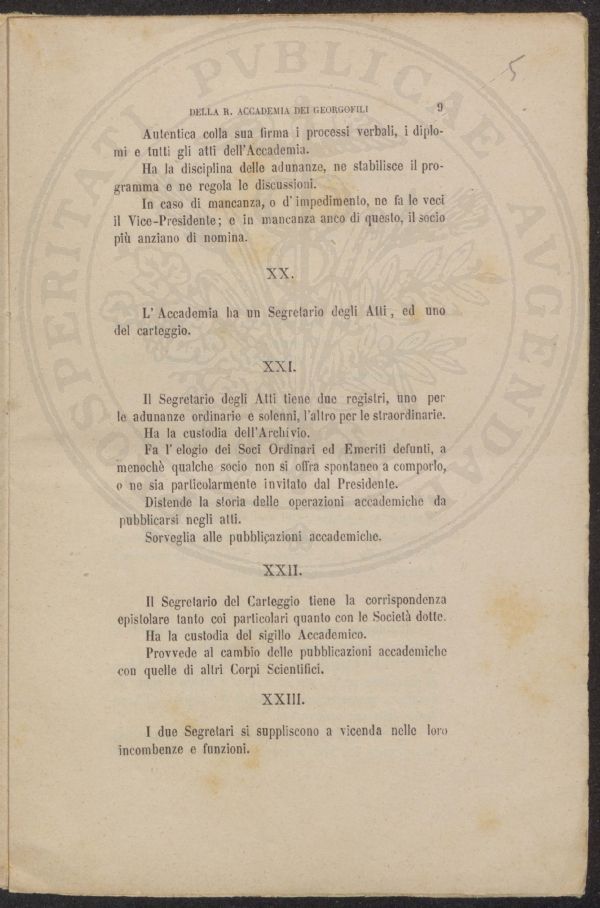 5
DELLA R. ACCADEMIA DEI GEORGOFILI 9
Autentica colla sua firma i processi verbali, i diplo-
mi e tutti gli atti dell'Accademia.
Ha la disciplina delle adunanze, ne stabilisce il pro-
gramma e ne regola le discussioni.
In caso di mancanza, o d' impedimento, ne fa le veci
il Vice-Presidente; e in mancanza anco di questo, il socio
più anziano di nomina.
XX.
L' Accademia ha un Segretario degli Atti, ed uno
del carteggio.
XXI.
Il Segretario degli Atti tiene due registri, uno per
le adunanze ordinarie e solenni, l'altro per le straordinarie.
Ha la custodia dell'Archivio.
Fa l' elogio dei Soci Ordinari ed Emeriti defunti, a
menochè qualche socio non si offra spontaneo a comporlo,
o ne sia particolarmente invitato dal Presidente.
Distende la storia delle operazioni accademiche da
pubblicarsi negli atti.
Sorveglia alle pubblicazioni accademiche.
XXII.
Il Segretario del Carteggio tiene la corrispondenza
epistolare tanto coi particolari quanto con le Società dotte.
Ha la custodia del sigillo Accademico.
Provvede al cambio delle pubblicazioni accademiche
con quelle di altri Corpi Scientifici.
XXIII.
I due Segretari si suppliscono a vicenda nelle loro
incombenze e funzioni.
PROSPERITATI PVBLICAE AVGENDAE